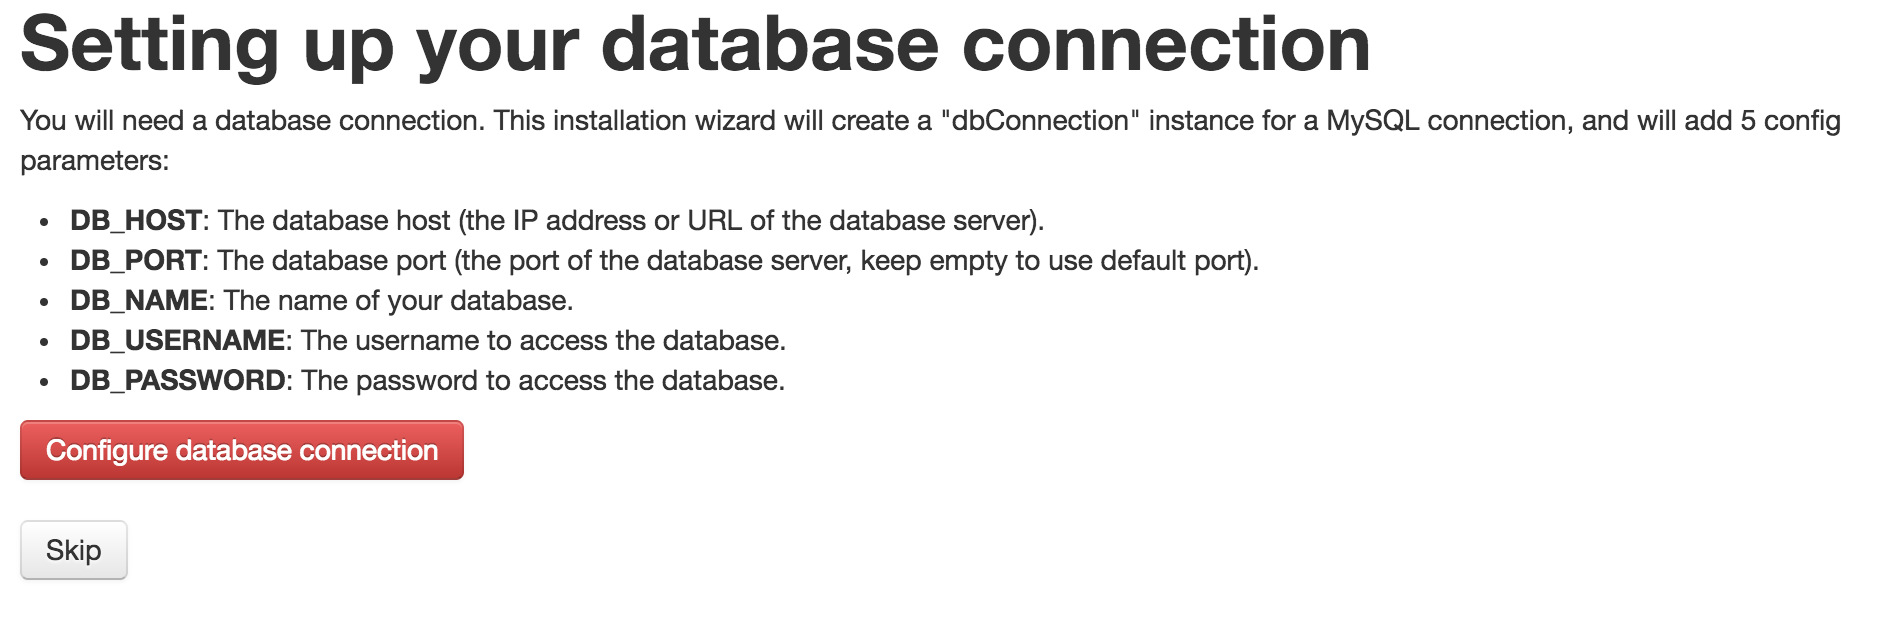 Setting up your database connection
You will need a database connection. This installation wizard will create a "dbConnection" instance for a MySQL connection, and will add 5 config
parameters:
• DB_HOST: The database host (the IP address or URL of the database server).
• DB_PORT: The database port (the port of the database server, keep empty to use default port).
• DB_NAME: The name of your database.
• DB_USERNAME: The username to access the database.
• DB_PASSWORD: The password to access the database.
Configure database connection
Skip